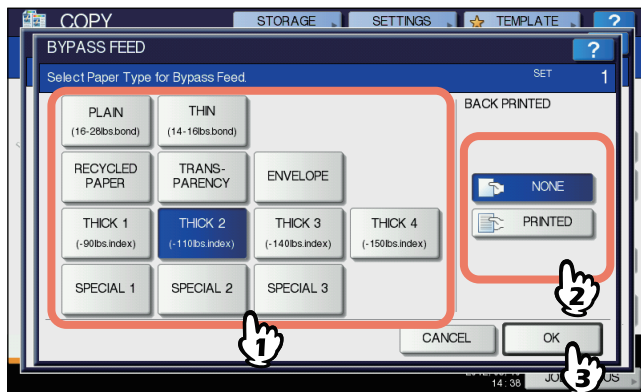 COPY
STORAGE
SETTINGS
TEMPLATE
?
BYPASS FEED
?
Select Paper Type for Bypass Feed.
SET 1
PLAIN
(16-28lbs.bond)
THIN
(14-16lbs.bond)
BACK PRINTED
RECYCLED
PAPER
TRANS-
PARENCY
ENVELOPE
NONE
THICK 1
(-90lbs.index)
THICK 2
(-110lbs.index)
THICK 3
(-140lbs.index)
THICK 4
(-150lbs.index)
PRINTED
SPECIAL 1
SPECIAL 2
SPECIAL 3
2
1
CANCEL
OK
3
14:38